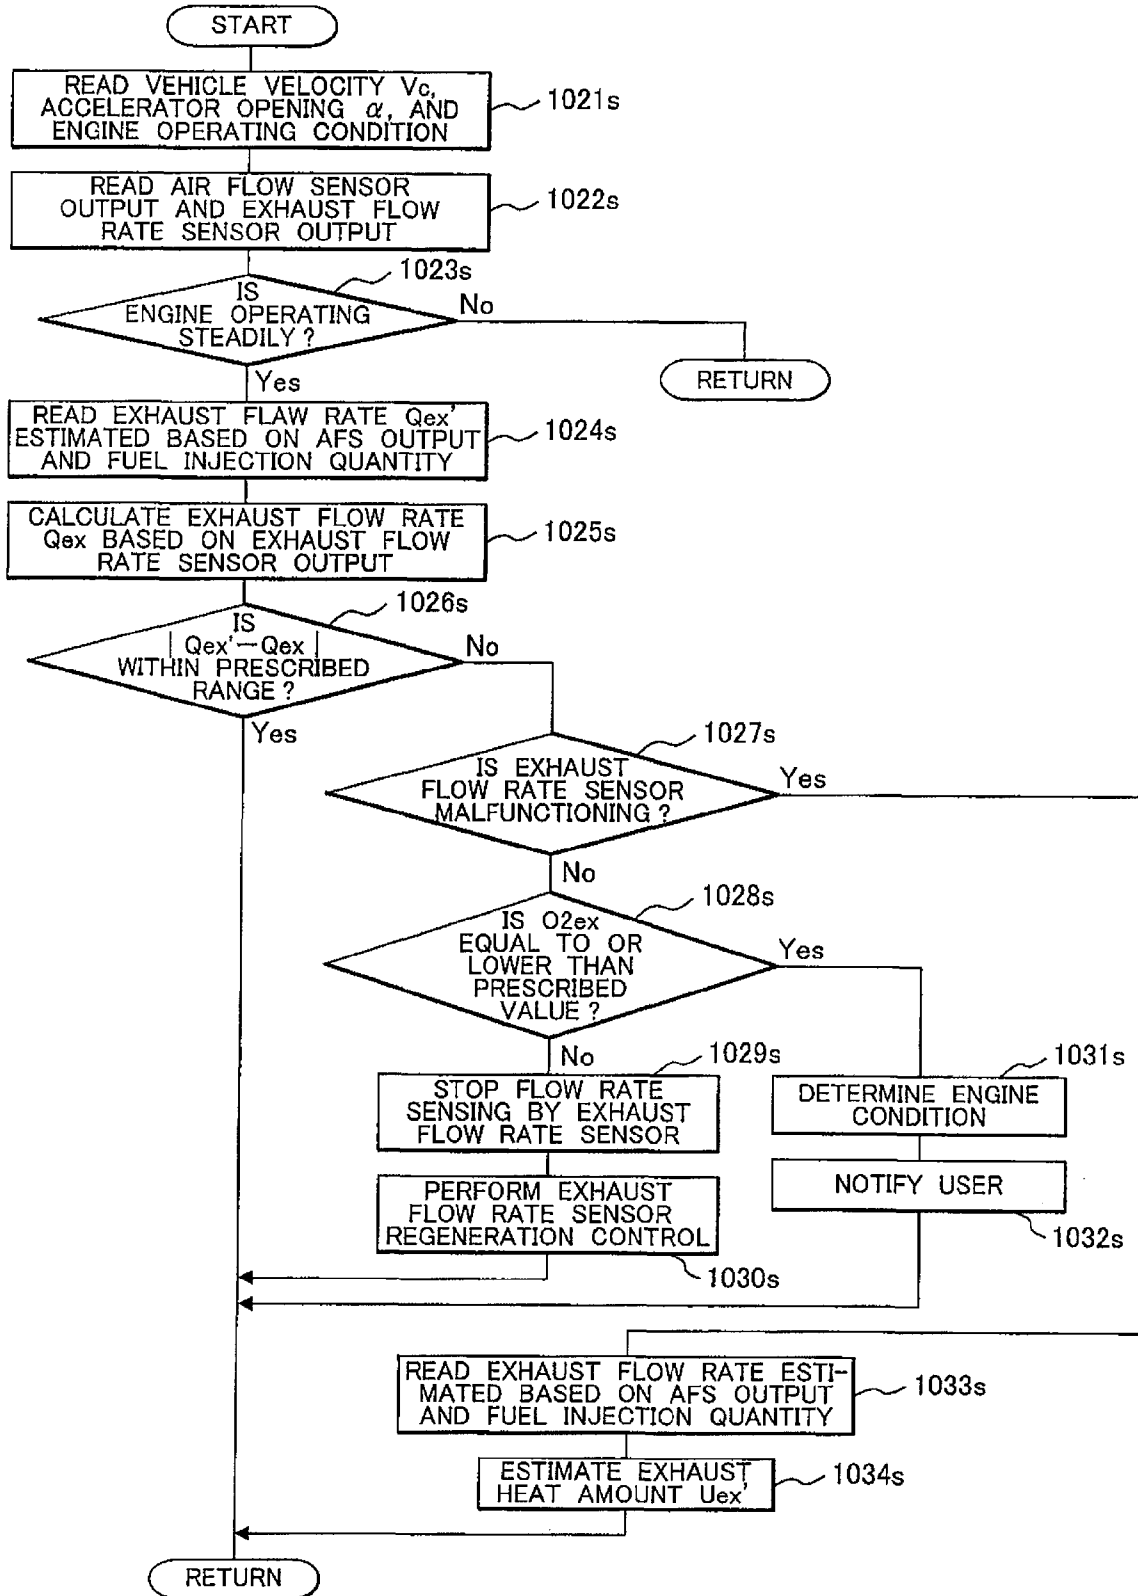 START
READ VEHICLE VELOCITY Vc,
ACCELERATOR OPENING α, AND
ENGINE OPERATING CONDITION
1021s
READ AIR FLOW SENSOR
OUTPUT AND EXHAUST FLOW
RATE SENSOR OUTPUT
1022s
1023s
IS
ENGINE OPERATING
STEADILY ?
No
RETURN
Yes
READ EXHAUST FLAW RATE Qex'
ESTIMATED BASED ON AFS OUTPUT
AND FUEL INJECTION QUANTITY
1024s
CALCULATE EXHAUST FLOW RATE
Qex BASED ON EXHAUST FLOW
RATE SENSOR OUTPUT
1025s
1026s
IS
| Qex'－Qex |
WITHIN PRESCRIBED
RANGE ?
No
Yes
1027s
IS EXHAUST
FLOW RATE SENSOR
MALFUNCTIONING ?
Yes
No
1028s
IS O2ex
EQUAL TO OR
LOWER THAN
PRESCRIBED
VALUE ?
Yes
No
1029s
STOP FLOW RATE
SENSING BY EXHAUST
FLOW RATE SENSOR
1031s
DETERMINE ENGINE
CONDITION
PERFORM EXHAUST
FLOW RATE SENSOR
REGENERATION CONTROL
1030s
NOTIFY USER
1032s
READ EXHAUST FLOW RATE ESTI-
MATED BASED ON AFS OUTPUT
AND FUEL INJECTION QUANTITY
1033s
ESTIMATE EXHAUST
HEAT AMOUNT Uex'
1034s
RETURN